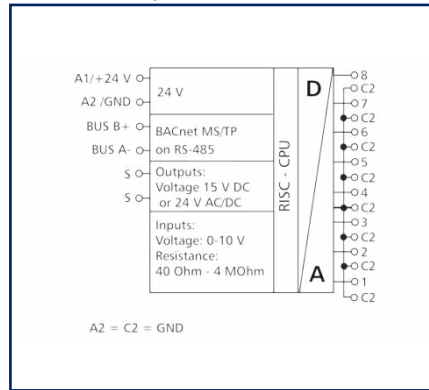 A1/+24 V
A2 /GND
24 V
BUS B+
BUS A-
BACnet MS/TP
on RS-485
S
S
Outputs:
Voltage 15 V DC
or 24 V AC/DC
Inputs:
Voltage: 0-10 V
Resistance:
40 Ohm - 4 MOhm
RISC - CPU
D
A
8
C2
7
C2
6
C2
5
C2
4
C2
3
C2
2
C2
1
C2
A2 = C2 = GND